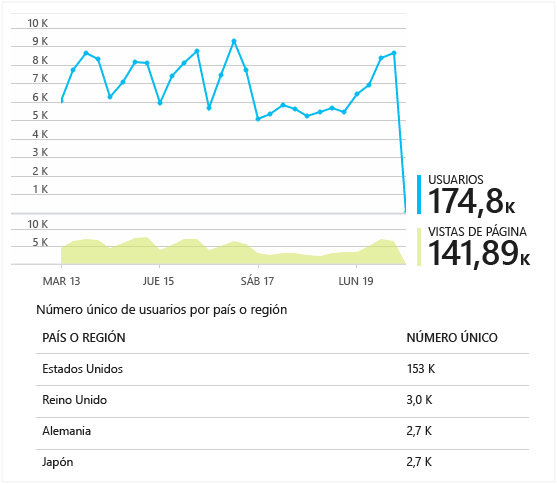 10 K
9 K
8 K
7 K
6 K
5 K
4 K
3 K
2 K
1 K
USUARIOS
174,8K
10 K
5 K
VISTAS DE PÁGINA
141,89K
MAR 13 JUE 15 SÁB 17 LUN 19
Número único de usuarios por país o región
PAÍS O REGIÓN NÚMERO ÚNICO
Estados Unidos 153 K
Reino Unido 3,0 K
Alemania 2,7 K
Japón 2,7 K